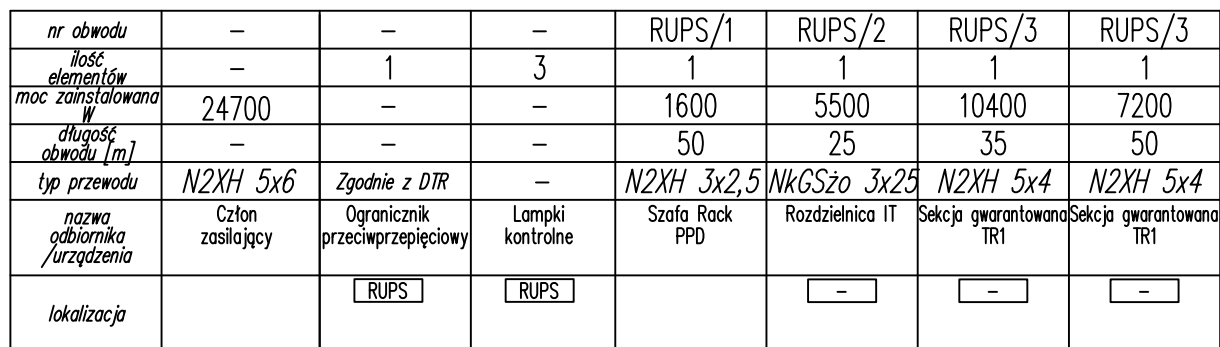 nr obwodu – – – RUPS/1 RUPS/2 RUPS/3 RUPS/3
ilość
elementów – 1 3 1 1 1 1
moc zainstalowana
W 24700 – – 1600 5500 10400 7200
długość
obwodu [m] – – – 50 25 35 50
typ przewodu N2XH 5x6 Zgodnie z DTR – N2XH 3x2,5 NkGSżo 3x25 N2XH 5x4 N2XH 5x4
nazwa Człon Ogranicznik Lampki Szafa Rack Rozdzielnica IT Sekcja gwarantowana Sekcja gwarantowana
odbiornika zasilający przeciwprzepięciowy kontrolne PPD TR1 TR1
/urządzenia
RUPS RUPS – – –
lokalizacja